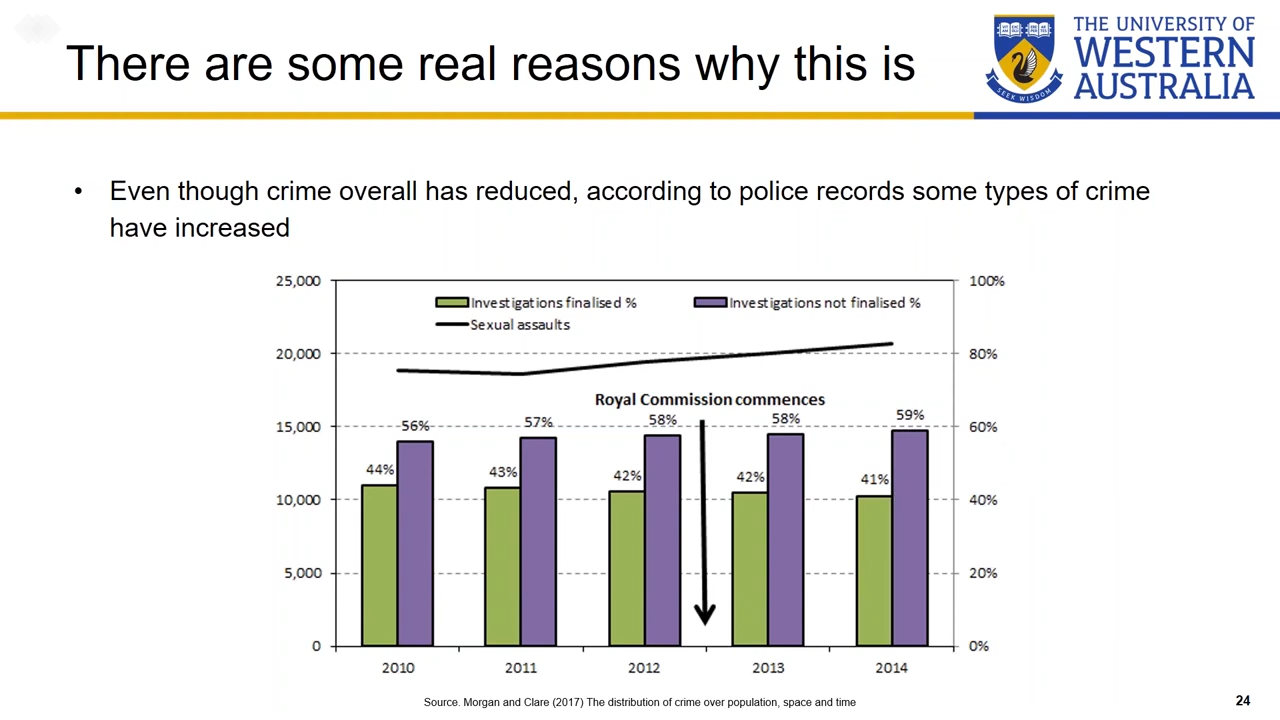 There are some real reasons why this is
THE UNIVERSITY OF
WESTERN
AUSTRALIA
SEEK WISDOM
• Even though crime overall has reduced, according to police records some types of crime
have increased
25,000
20,000
15,000
10,000
5,000
0
100%
80%
60%
40%
20%
0%
Investigations finalised %
Investigations not finalised %
Sexual assaults
Royal Commission commences
44%
56%
43%
57%
42%
58%
42%
58%
41%
59%
2010
2011
2012
2013
2014
Source. Morgan and Clare (2017) The distribution of crime over population, space and time
24